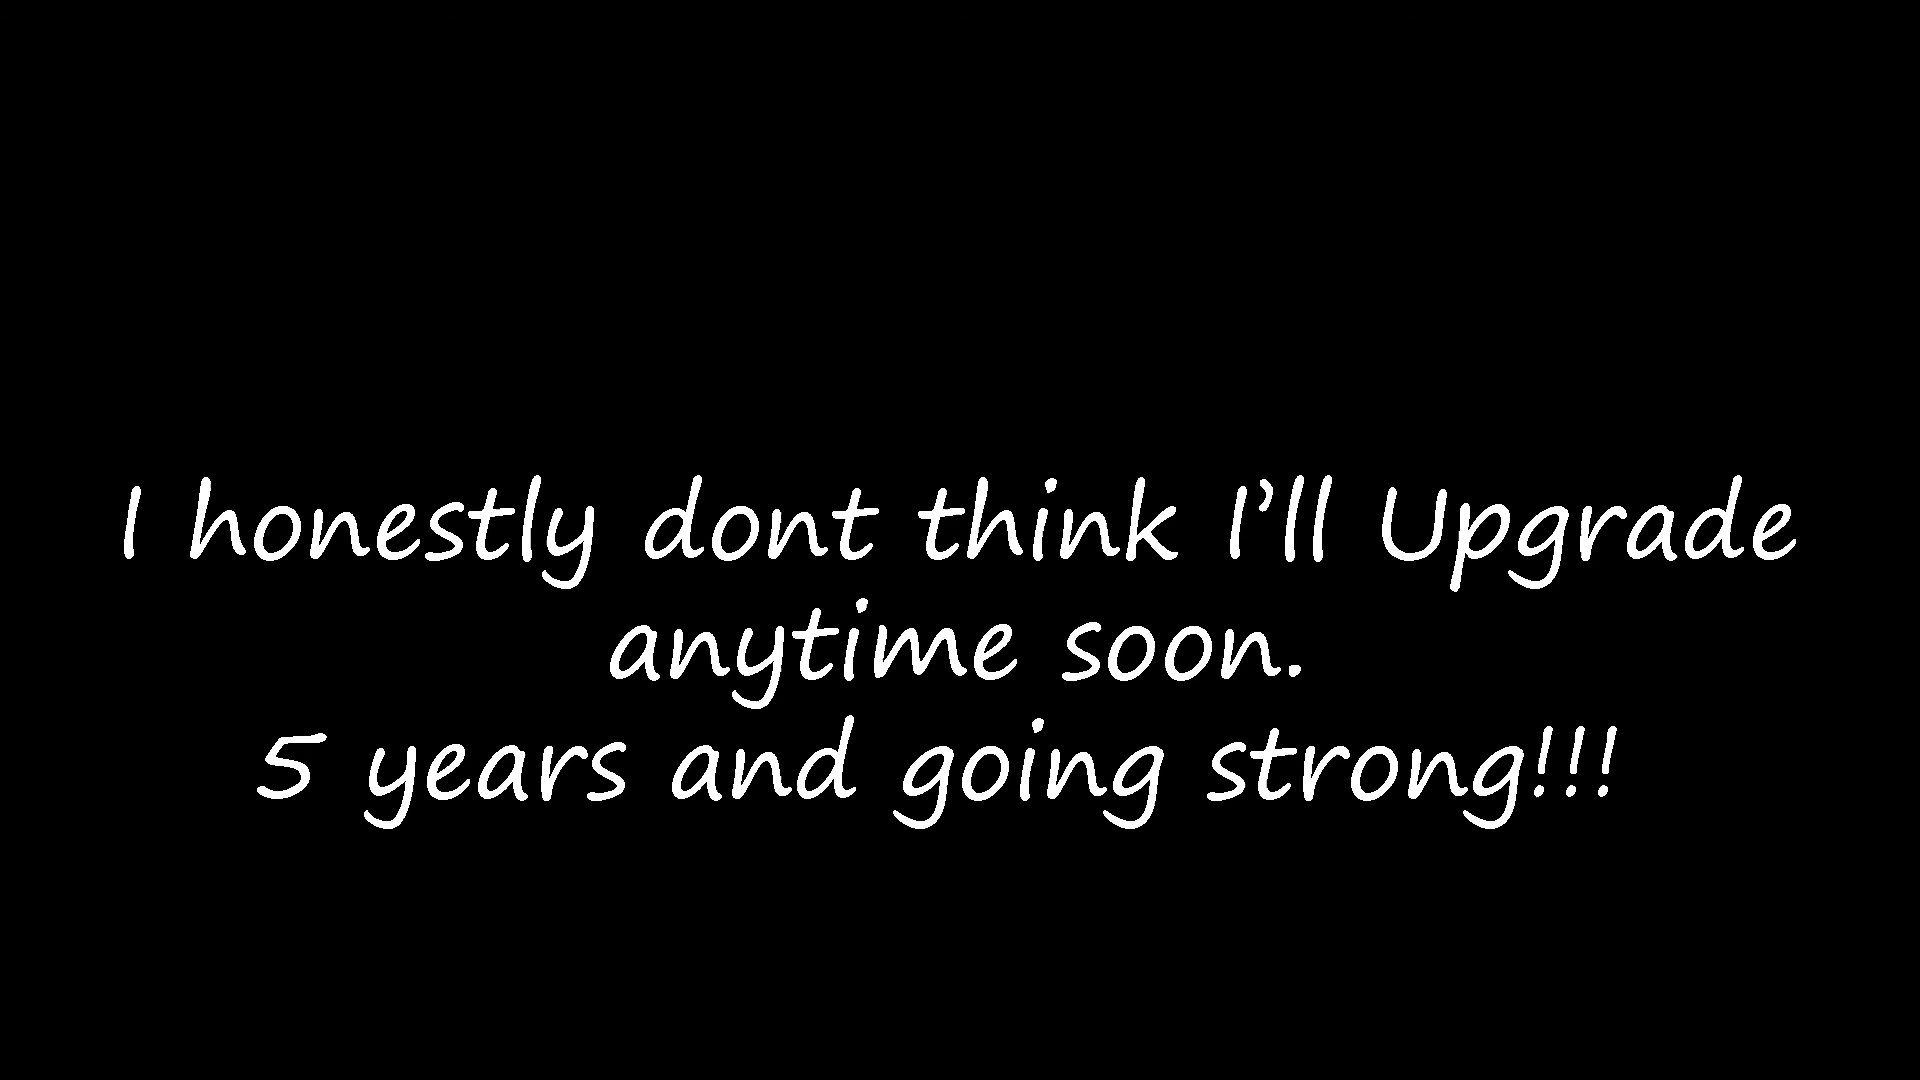 I honestly dont think I’ll Upgrade
anytime soon.
5 years and going strong!!!